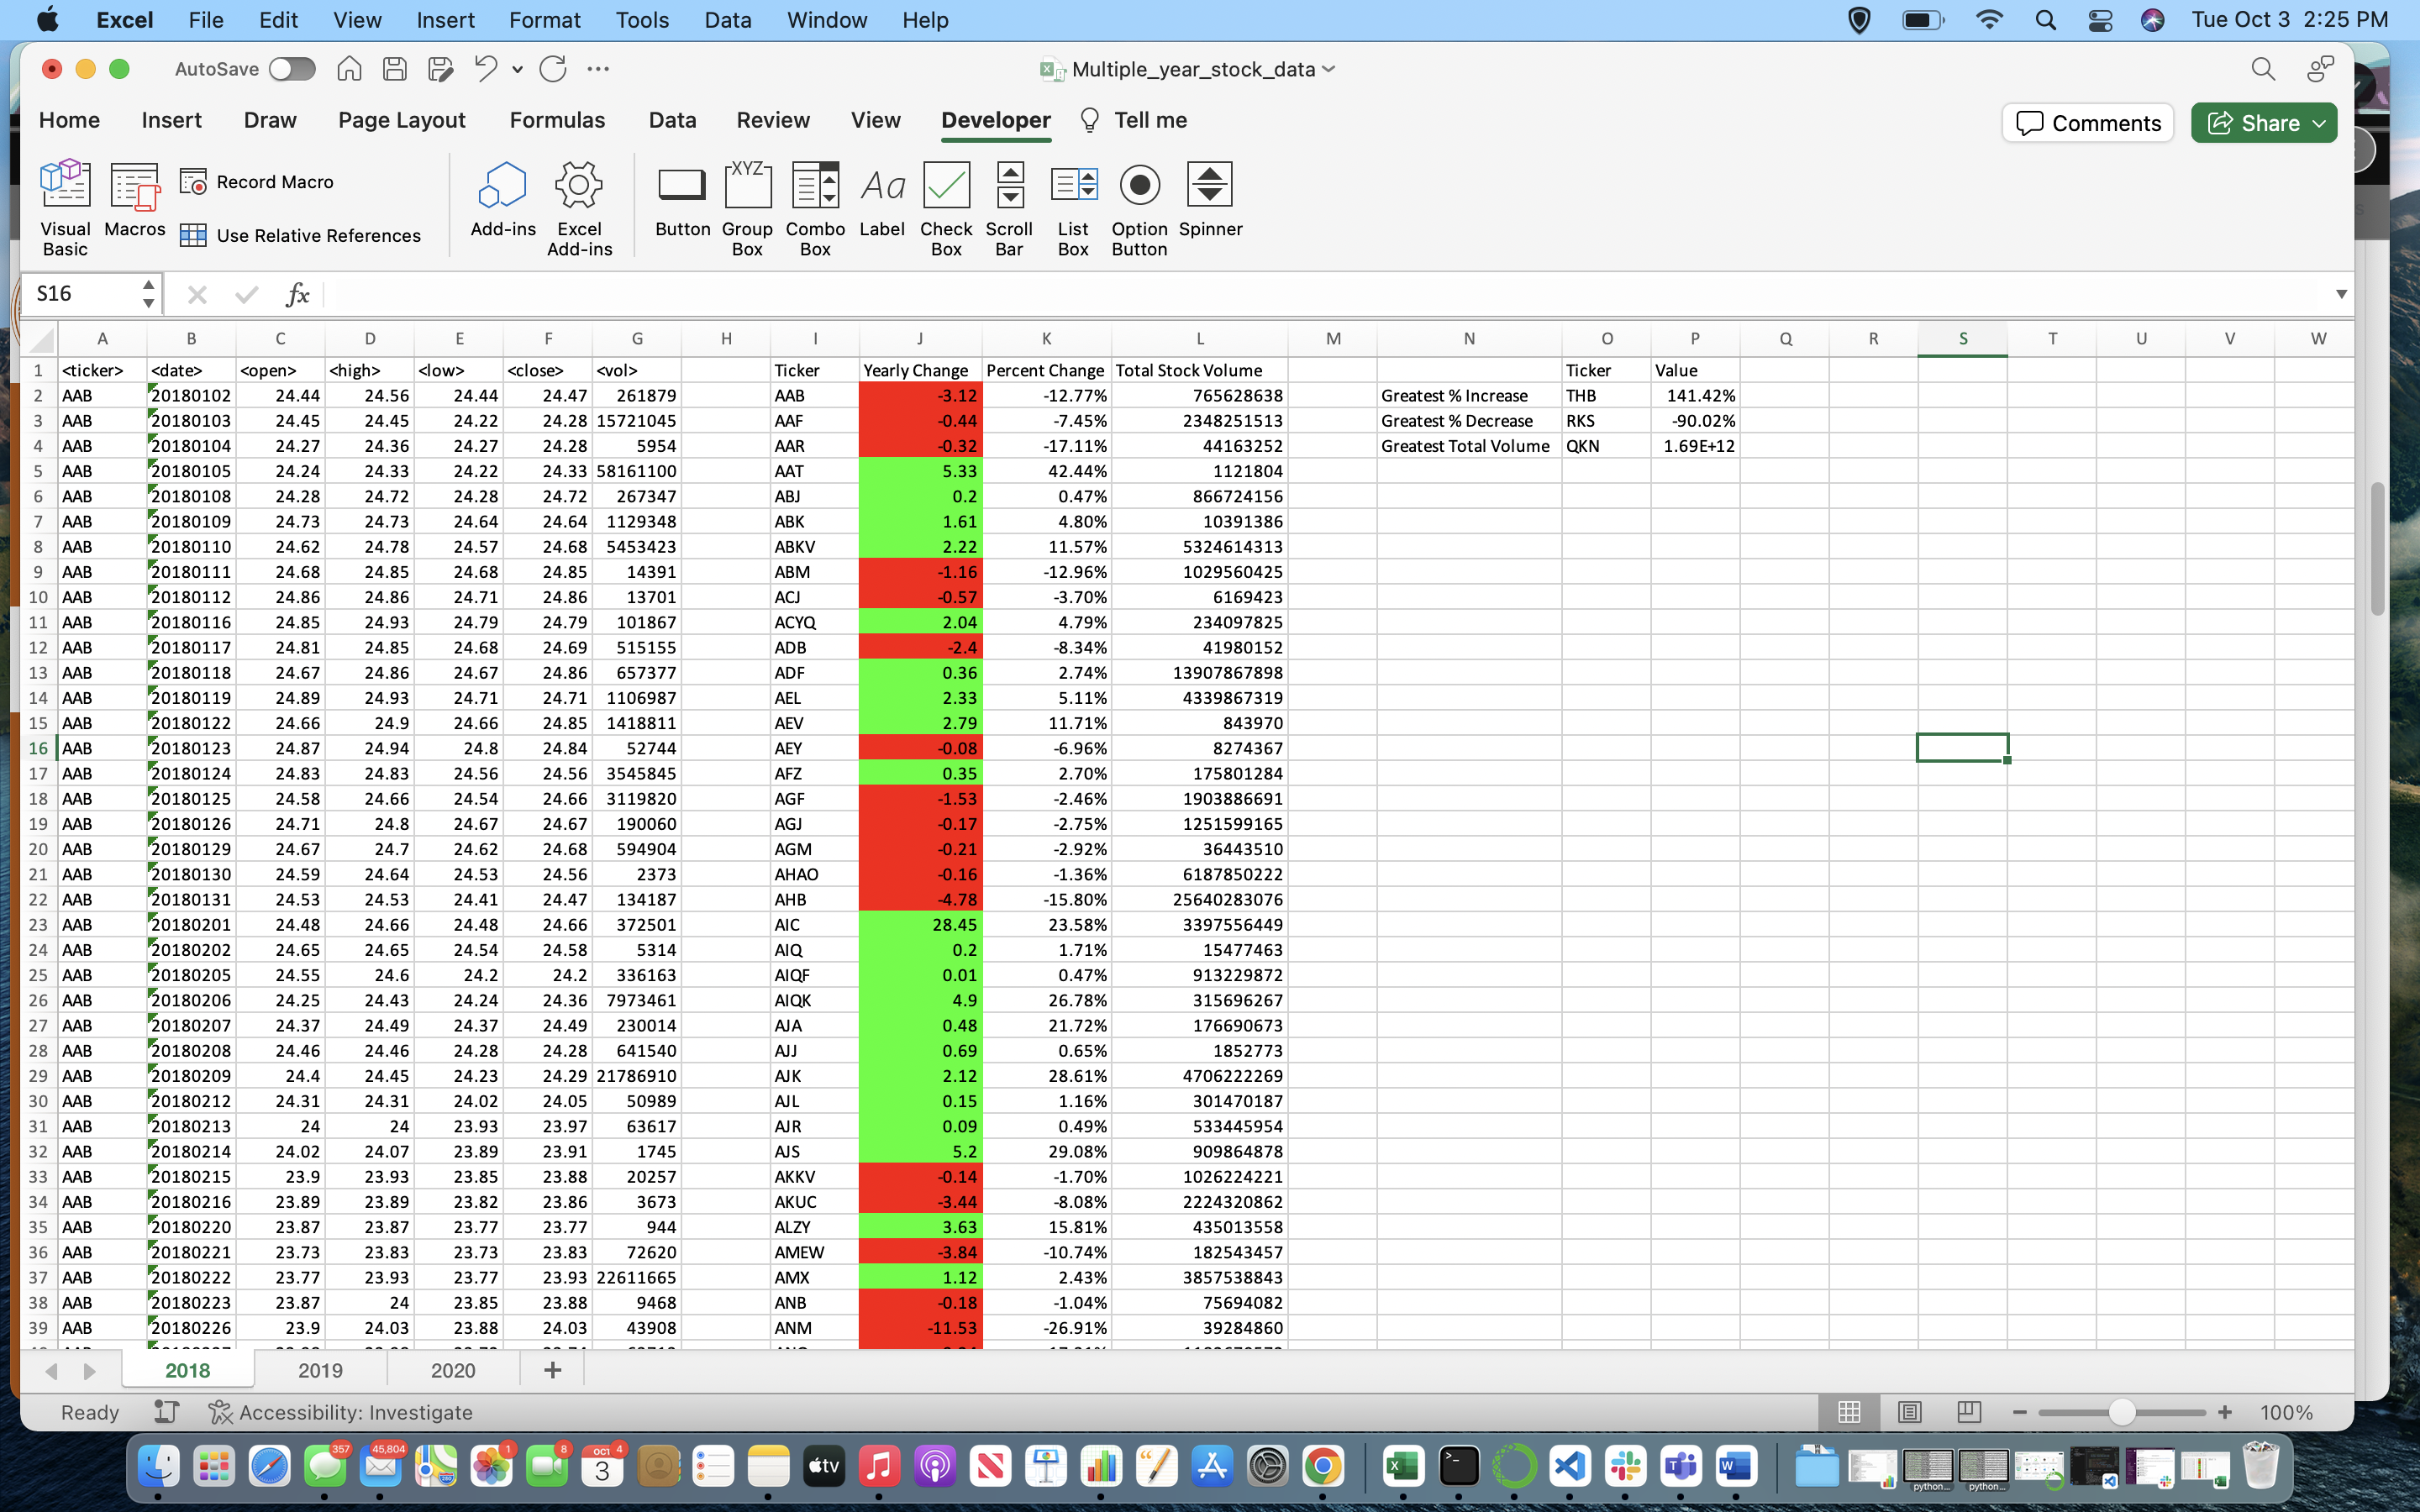 Excel File Edit View Insert Format Tools Data Window Help Tue Oct 3 2:25 PM
AutoSave Multiple_year_stock_data
Home Insert Draw Page Layout Formulas Data Review View Developer Tell me Comments Share
Visual Basic Macros Record Macro Use Relative References Add-ins Excel Add-ins Button XYZ Group Box Combo Box Aa Label Check Box Scroll Bar List Box Option Button Spinner
S16 fx
A B C D E F G H I J K L M N O P Q R S T U V W
1 <ticker> <date> <open> <high> <low> <close> <vol> Ticker Yearly Change Percent Change Total Stock Volume Ticker Value
2 AAB 20180102 24.44 24.56 24.44 24.47 261879 AAB -3.12 -12.77% 765628638 Greatest % Increase THB 141.42%
3 AAB 20180103 24.45 24.45 24.22 24.28 15721045 AAF -0.44 -7.45% 2348251513 Greatest % Decrease RKS -90.02%
4 AAB 20180104 24.27 24.36 24.27 24.28 5954 AAR -0.32 -17.11% 44163252 Greatest Total Volume QKN 1.69E+12
5 AAB 20180105 24.24 24.33 24.22 24.33 58161100 AAT 5.33 42.44% 1121804
6 AAB 20180108 24.28 24.72 24.28 24.72 267347 ABJ 0.2 0.47% 866724156
7 AAB 20180109 24.73 24.73 24.64 24.64 1129348 ABK 1.61 4.80% 10391386
8 AAB 20180110 24.62 24.78 24.57 24.68 5453423 ABKV 2.22 11.57% 5324614313
9 AAB 20180111 24.68 24.85 24.68 24.85 14391 ABM -1.16 -12.96% 1029560425
10 AAB 20180112 24.86 24.86 24.71 24.86 13701 ACJ -0.57 -3.70% 6169423
11 AAB 20180116 24.85 24.93 24.79 24.79 101867 ACYQ 2.04 4.79% 234097825
12 AAB 20180117 24.81 24.85 24.68 24.69 515155 ADB -2.4 -8.34% 41980152
13 AAB 20180118 24.67 24.86 24.67 24.86 657377 ADF 0.36 2.74% 13907867898
14 AAB 20180119 24.89 24.93 24.71 24.71 1106987 AEL 2.33 5.11% 4339867319
15 AAB 20180122 24.66 24.9 24.66 24.85 1418811 AEV 2.79 11.71% 843970
16 AAB 20180123 24.87 24.94 24.8 24.84 52744 AEY -0.08 -6.96% 8274367
17 AAB 20180124 24.83 24.83 24.56 24.56 3545845 AFZ 0.35 2.70% 175801284
18 AAB 20180125 24.58 24.66 24.54 24.66 3119820 AGF -1.53 -2.46% 1903886691
19 AAB 20180126 24.71 24.8 24.67 24.67 190060 AGJ -0.17 -2.75% 1251599165
20 AAB 20180129 24.67 24.7 24.62 24.68 594904 AGM -0.21 -2.92% 36443510
21 AAB 20180130 24.59 24.64 24.53 24.56 2373 AHAO -0.16 -1.36% 6187850222
22 AAB 20180131 24.53 24.53 24.41 24.47 134187 AHB -4.78 -15.80% 25640283076
23 AAB 20180201 24.48 24.66 24.48 24.66 372501 AIC 28.45 23.58% 3397556449
24 AAB 20180202 24.65 24.65 24.54 24.58 5314 AIQ 0.2 1.71% 15477463
25 AAB 20180205 24.55 24.6 24.2 24.2 336163 AIQF 0.01 0.47% 913229872
26 AAB 20180206 24.25 24.43 24.24 24.36 7973461 AIQK 4.9 26.78% 315696267
27 AAB 20180207 24.37 24.49 24.37 24.49 230014 AJA 0.48 21.72% 176690673
28 AAB 20180208 24.46 24.46 24.28 24.28 641540 AJJ 0.69 0.65% 1852773
29 AAB 20180209 24.4 24.45 24.23 24.29 21786910 AJK 2.12 28.61% 4706222269
30 AAB 20180212 24.31 24.31 24.02 24.05 50989 AJL 0.15 1.16% 301470187
31 AAB 20180213 24 24 23.93 23.97 63617 AJR 0.09 0.49% 533445954
32 AAB 20180214 24.02 24.07 23.89 23.91 1745 AJS 5.2 29.08% 909864878
33 AAB 20180215 23.9 23.93 23.85 23.88 20257 AKKV -0.14 -1.70% 1026224221
34 AAB 20180216 23.89 23.89 23.82 23.86 3673 AKUC -3.44 -8.08% 2224320862
35 AAB 20180220 23.87 23.87 23.77 23.77 944 ALZY 3.63 15.81% 435013558
36 AAB 20180221 23.73 23.83 23.73 23.83 72620 AMEW -3.84 -10.74% 182543457
37 AAB 20180222 23.77 23.93 23.77 23.93 22611665 AMX 1.12 2.43% 3857538843
38 AAB 20180223 23.87 24 23.85 23.88 9468 ANB -0.18 -1.04% 75694082
39 AAB 20180226 23.9 24.03 23.88 24.03 43908 ANM -11.53 -26.91% 39284860
2018 2019 2020 +
Ready Accessibility: Investigate 100%
357 45,804 1 8 OCT 4 3 tv python... python...